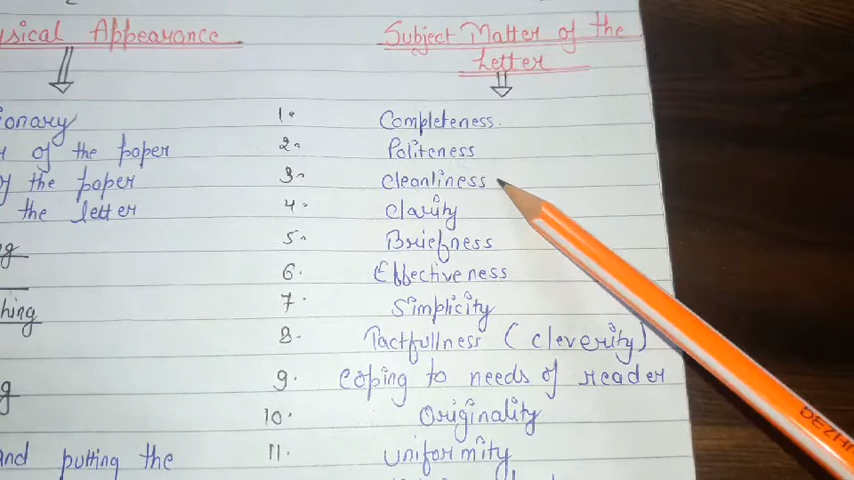 sical Appearance
Subject Matter of the
Letter
ionary
of the paper
the paper
the letter
hing
and putting the
1. Completeness.
2. Politeness
3. Cleanliness
4. Clarity
5. Briefness
6. Effectiveness
7. Simplicity
8. Tactfullness (cleverity)
9. Coping to needs of reader
10. Originality
11. uniformity